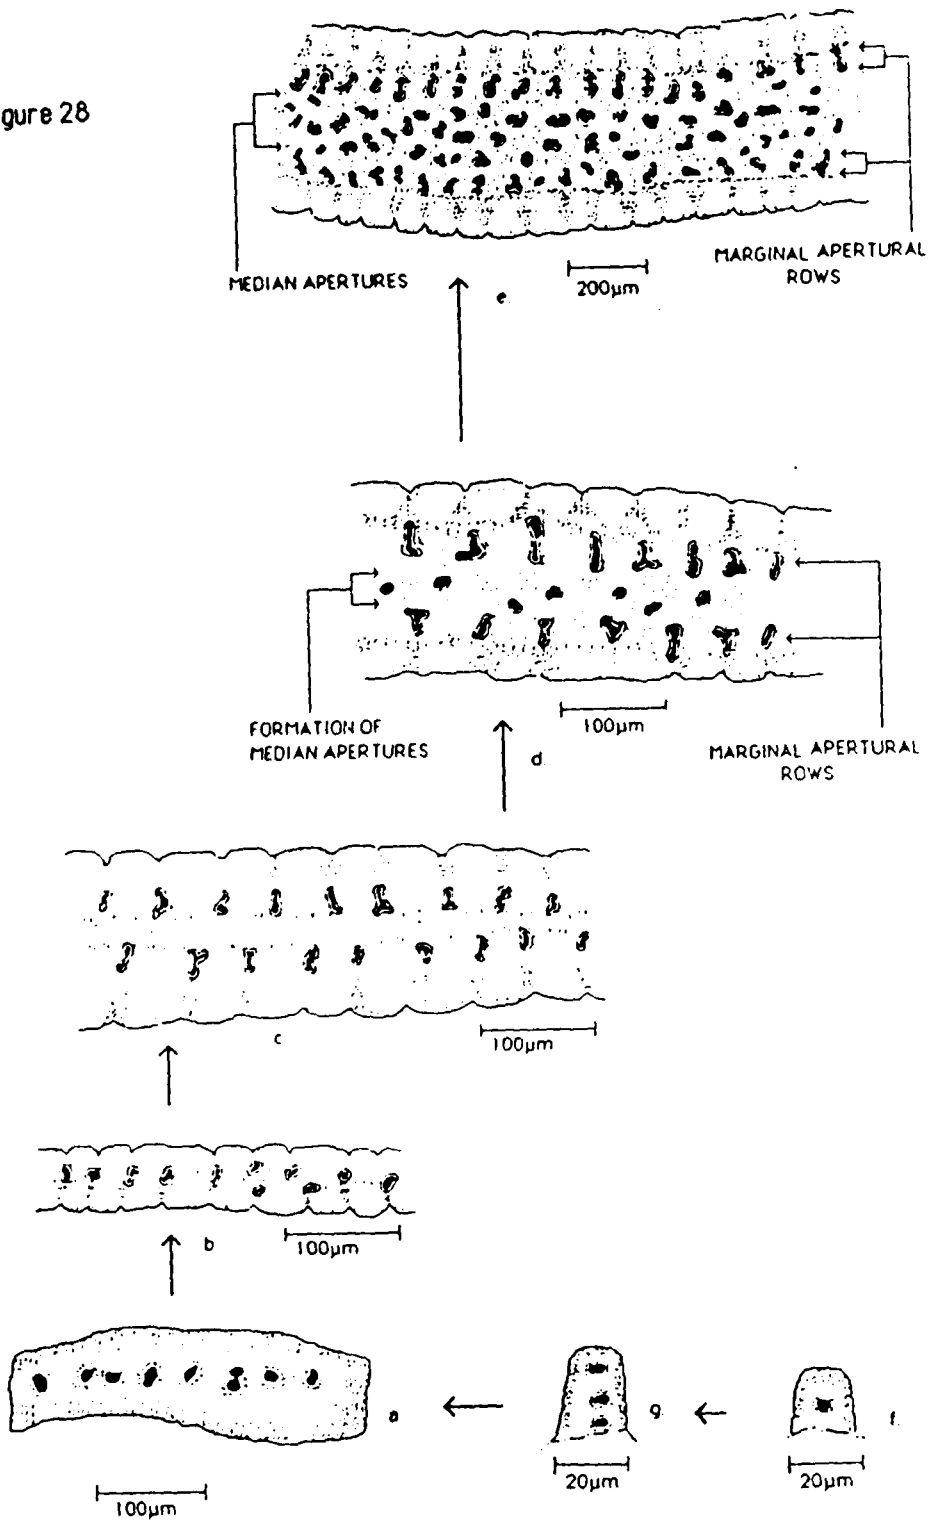 gure 28
MEDIAN APERTURES
e
200µm
MARGINAL APERTURAL
ROWS
FORMATION OF
MEDIAN APERTURES
d
100µm
MARGINAL APERTURAL
ROWS
c
100µm
b
100µm
a
g.
f.
100µm
20µm
20µm